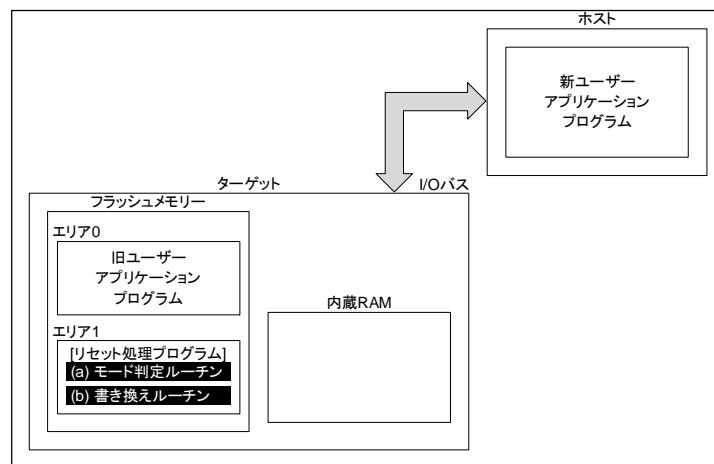 ホスト
新ユーザー
アプリケーション
プログラム
ターゲット
I/Oバス
フラッシュメモリー
エリア0
旧ユーザー
アプリケーション
プログラム
内蔵RAM
エリア1
[リセット処理プログラム]
(a) モード判定ルーチン
(b) 書き換えルーチン